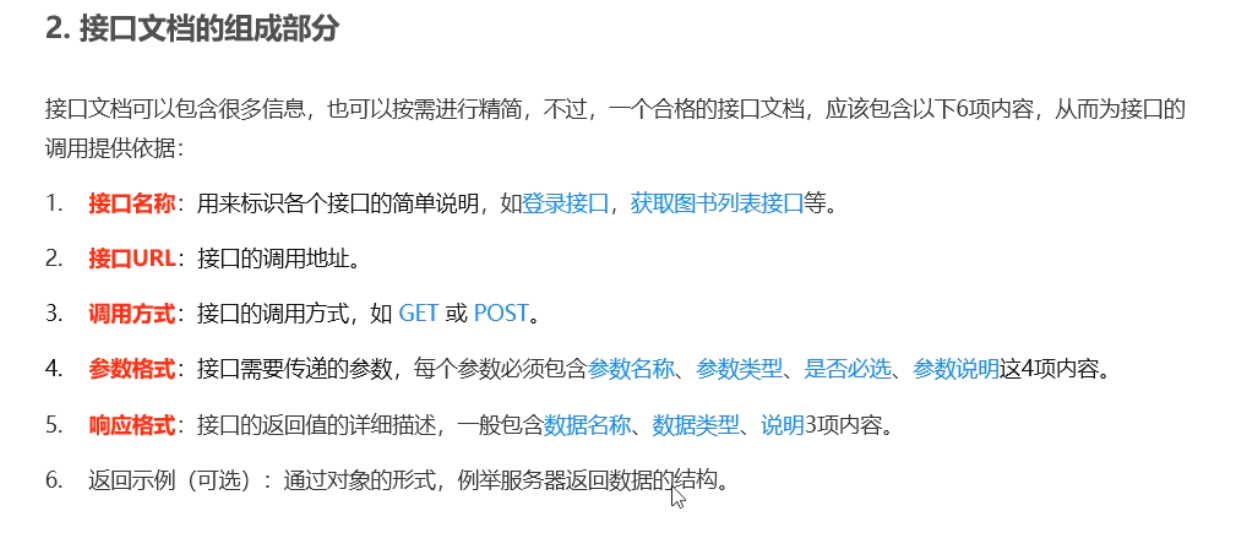 2. 接口文档的组成部分
接口文档可以包含很多信息，也可以按需进行精简，不过，一个合格的接口文档，应该包含以下6项内容，从而为接口的
调用提供依据：
1. 接口名称：用来标识各个接口的简单说明，如登录接口，获取图书列表接口等。
2. 接口URL：接口的调用地址。
3. 调用方式：接口的调用方式，如 GET 或 POST。
4. 参数格式：接口需要传递的参数，每个参数必须包含参数名称、参数类型、是否必选、参数说明这4项内容。
5. 响应格式：接口的返回值的详细描述，一般包含数据名称、数据类型、说明3项内容。
6. 返回示例（可选）：通过对象的形式，例举服务器返回数据的结构。